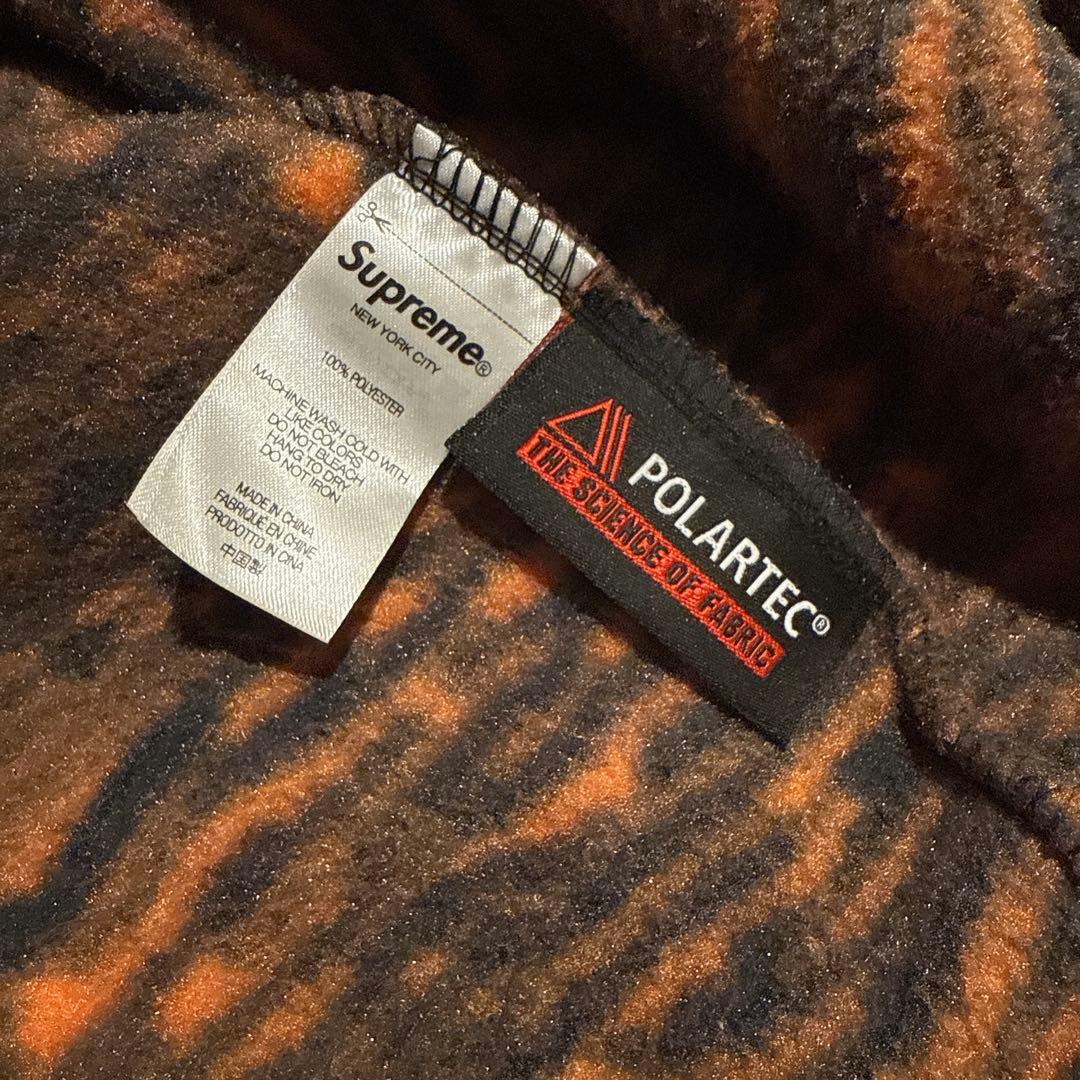 Supreme®
NEW YORK CITY
100% POLYESTER
MACHINE WASH COLD WITH
LIKE COLORS
DO NOT BLEACH
HANG TO DRY
DO NOT IRON
MADE IN CHINA
FABRIQUE EN CHINE
PRODOTTO IN CINA
中国製
POLARTEC®
THE SCIENCE OF FABRIC